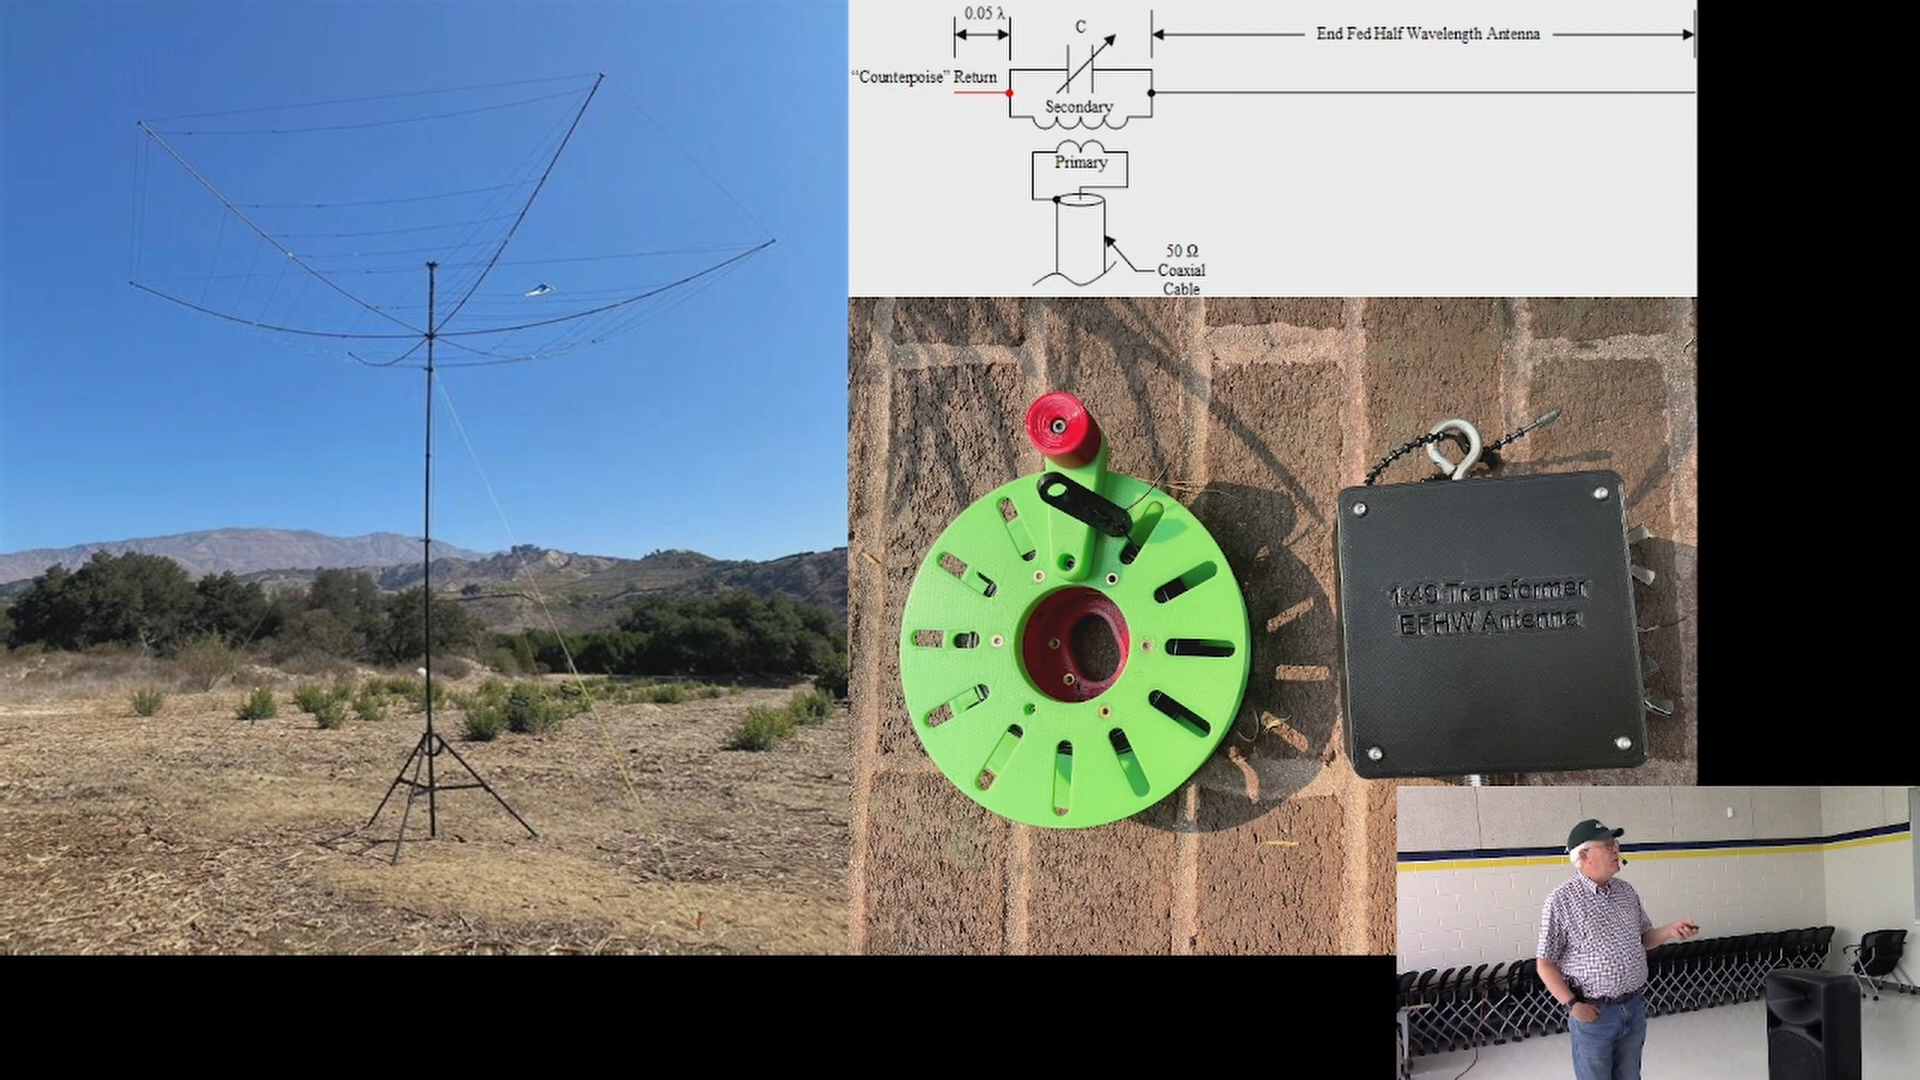 0.05 λ
C
End Fed Half Wavelength Antenna
“Counterpoise” Return
Secondary
Primary
50 Ω
Coaxial
Cable
1:49 Transformer
EFHW Antenna